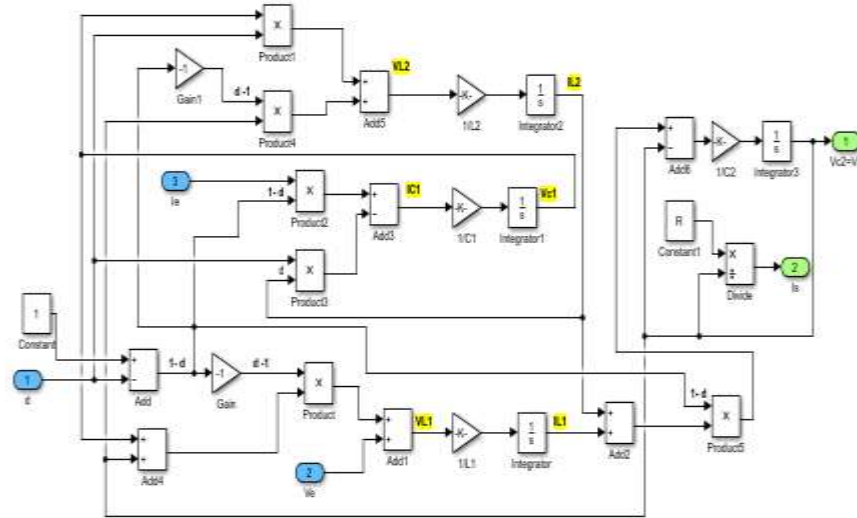 x
Product1
-1
Gain1
d-1
x
Product4
+
+
Add5
VL2
-K-
1/L2
1
s
Integrator2
IL2
3
Ie
1-d
x
Product2
+
−
Add3
IC1
-K-
1/C1
1
s
Integrator1
Vc1
d
x
Product3
+
−
Add6
-K-
1/C2
1
s
Integrator3
1
Vc2=V
R
Constant1
x
÷
Divide
2
Is
1
Constant
1
d
+
−
Add
1-d
-1
Gain
d-1
x
Product
+
+
Add4
2
Ve
+
+
Add1
VL1
-K-
1/L1
1
s
Integrator
IL1
+
+
Add2
1-d
x
Product5